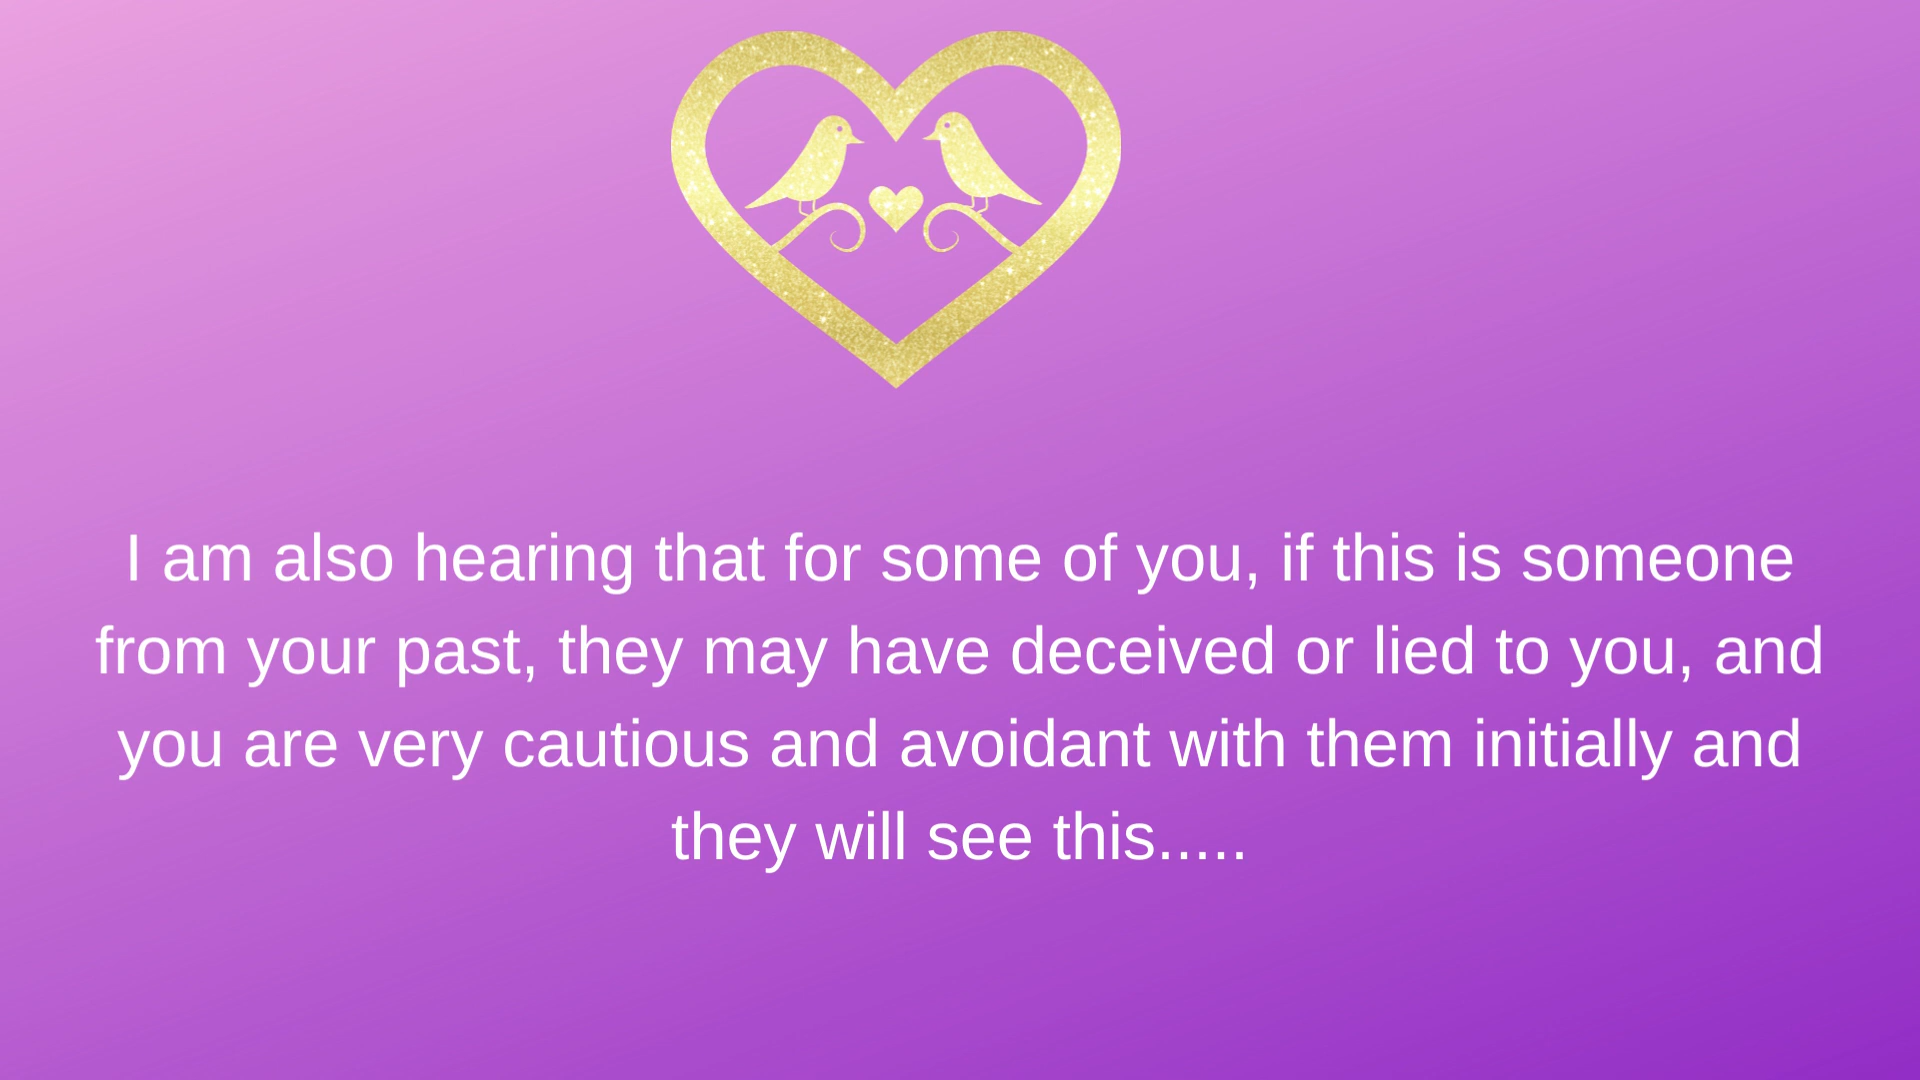 I am also hearing that for some of you, if this is someone
from your past, they may have deceived or lied to you, and
you are very cautious and avoidant with them initially and
they will see this.....